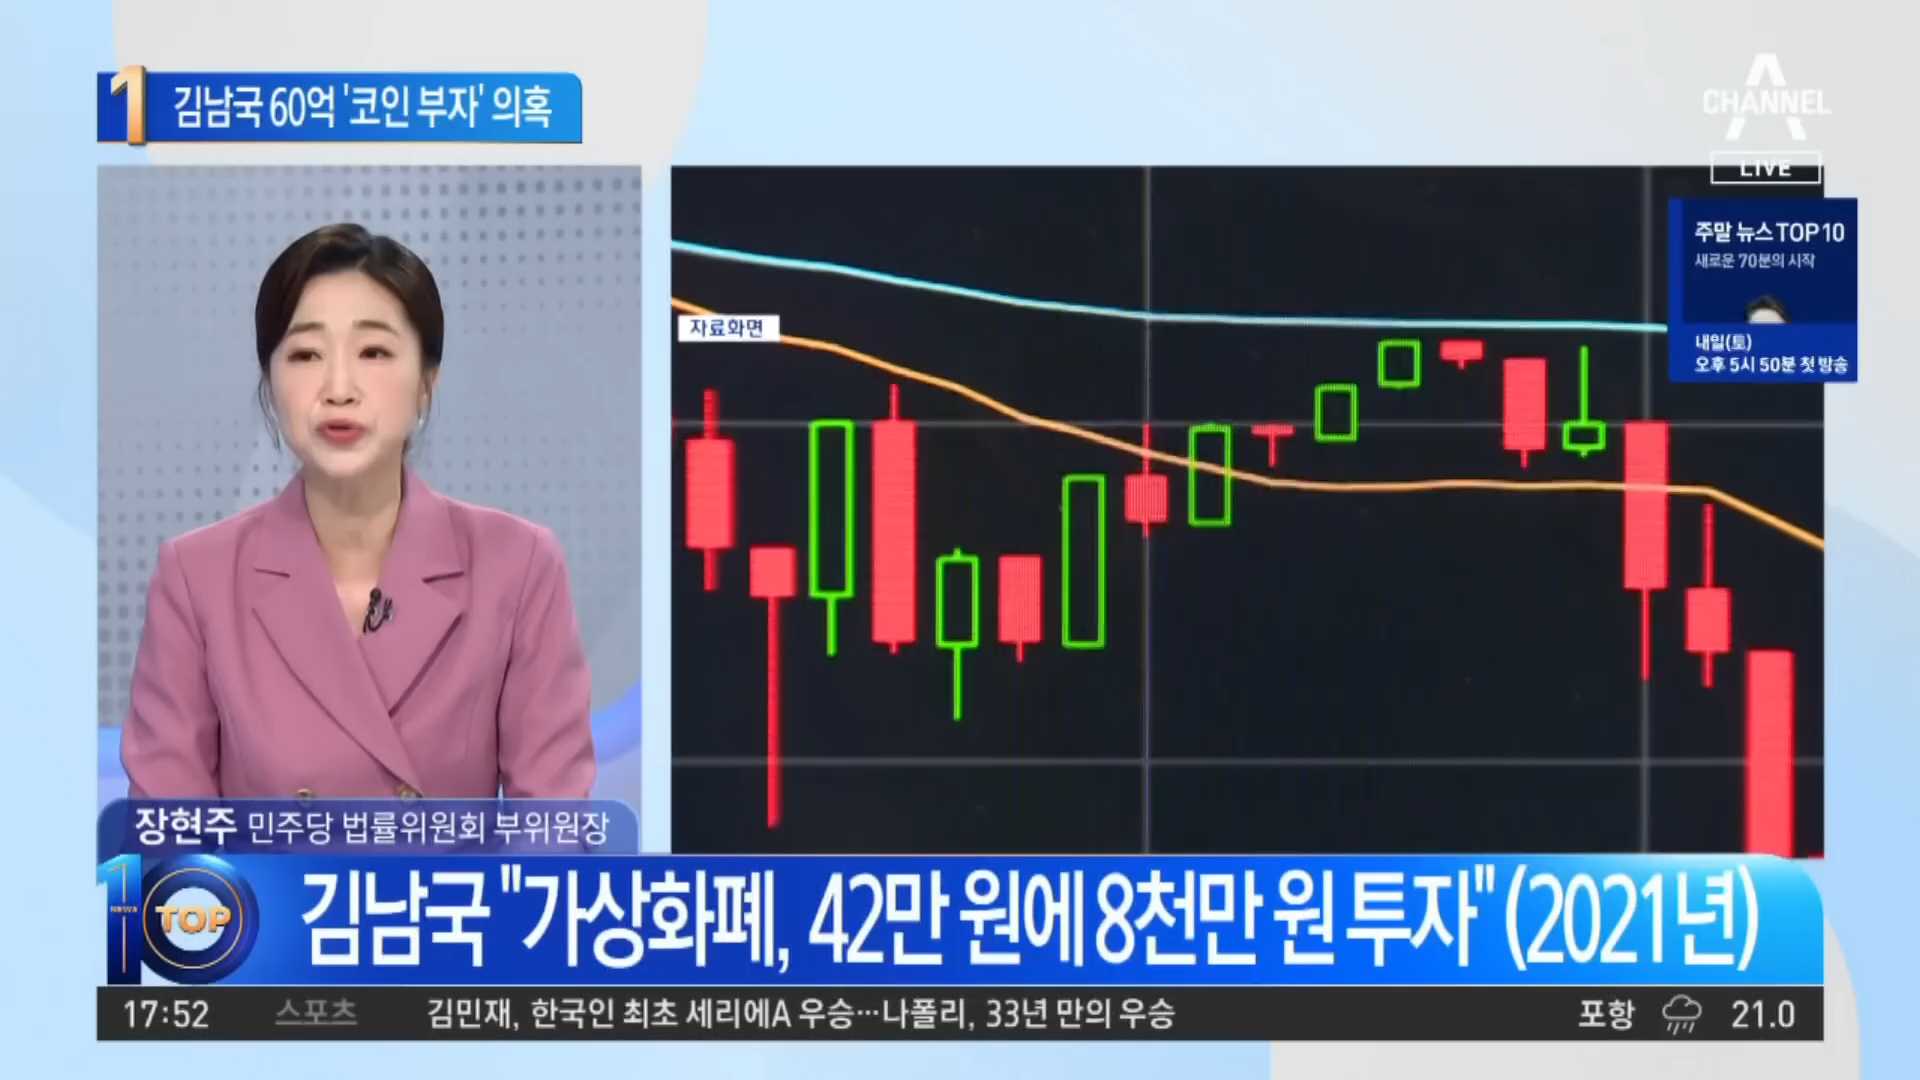 1 김남국 60억 '코인 부자' 의혹
CHANNEL A
LIVE
주말 뉴스 TOP 10
새로운 70분의 시작
내일(토)
오후 5시 50분 첫 방송
자료화면
장현주 민주당 법률위원회 부위원장
NEWS TOP 10
김남국 "가상화폐, 42만 원에 8천만 원 투자" (2021년)
17:52 스포츠 김민재, 한국인 최초 세리에A 우승…나폴리, 33년 만의 우승 포항 21.0